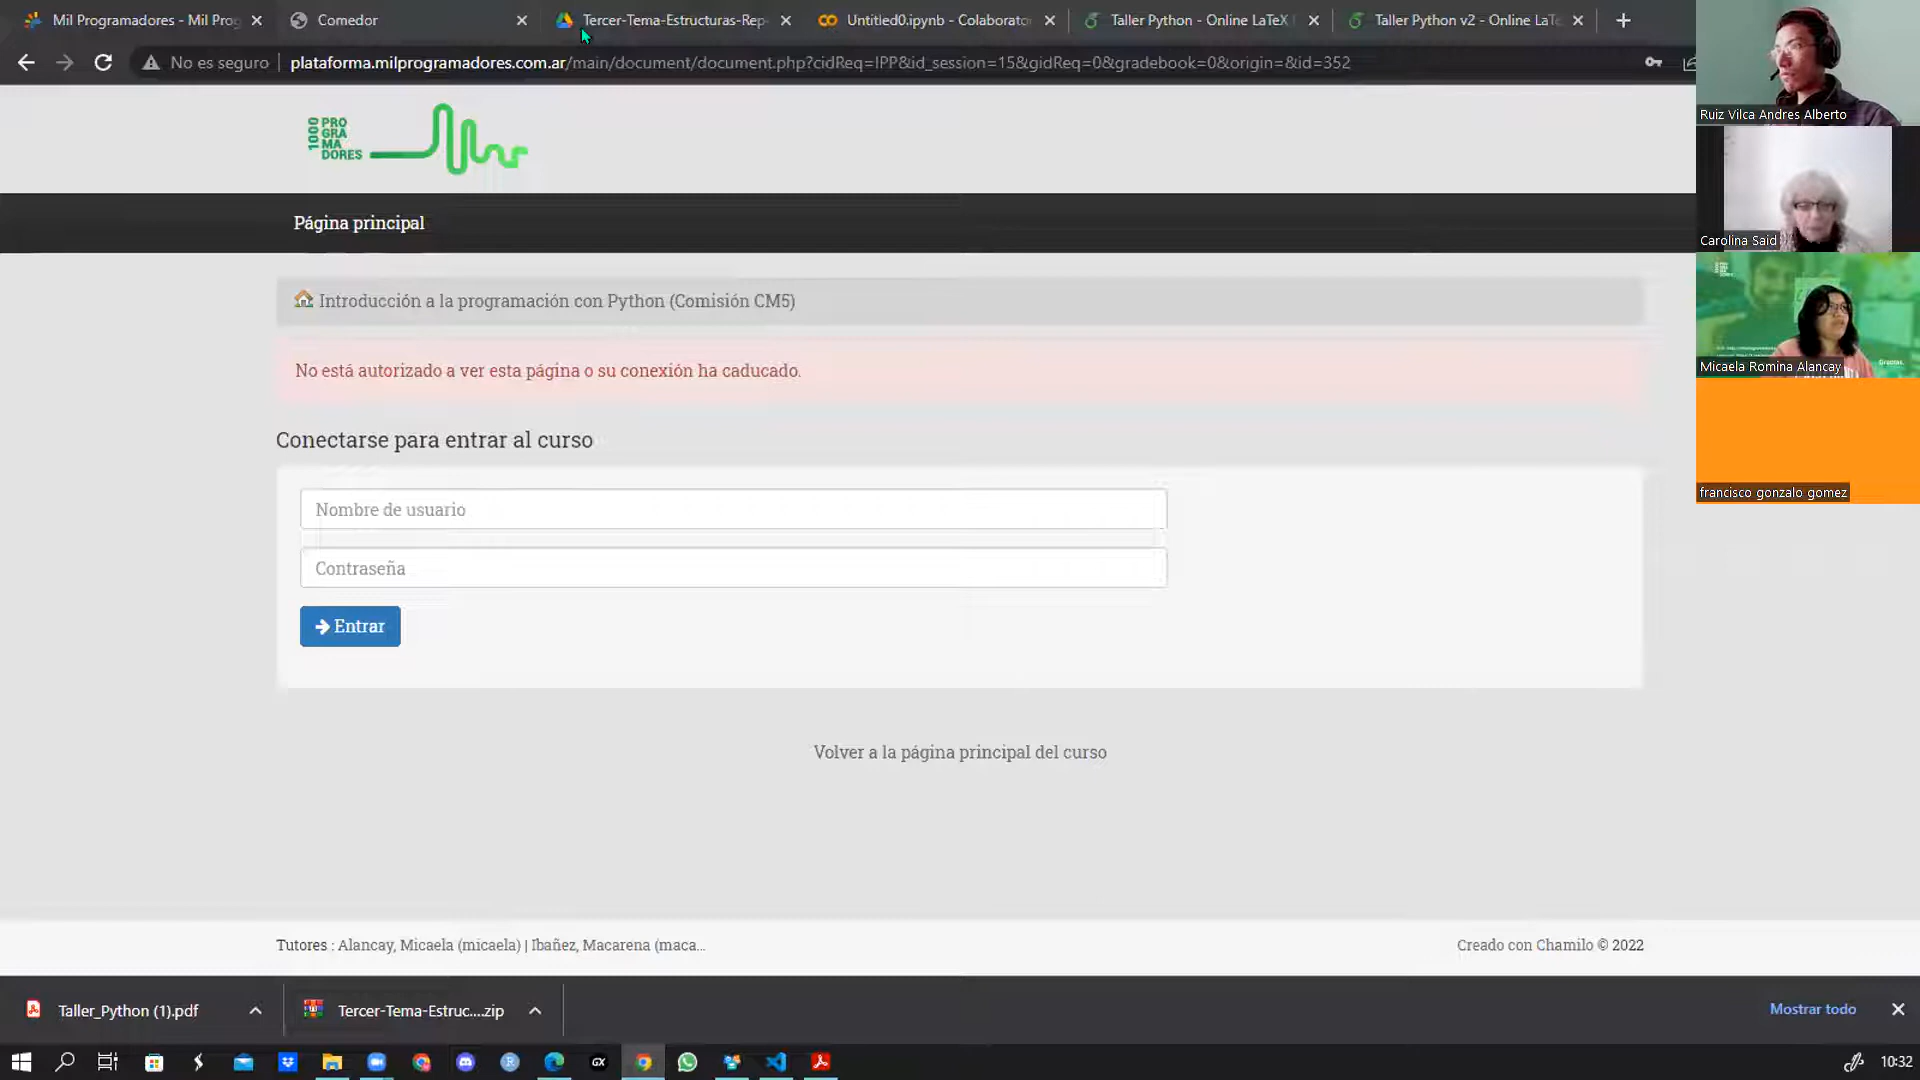 Mil Programadores - Mil Prog
Comedor
Tercer-Tema-Estructuras-Rep
Untitled0.ipynb - Colaborato
Taller Python - Online LaTeX
Taller Python v2 - Online LaTe
No es seguro
plataforma.milprogramadores.com.ar/main/document/document.php?cidReq=IPP&id_session=15&gidReq=0&gradebook=0&origin=&id=352
Ruiz Vilca Andres Alberto
1000 PRO
GRA
MA
DORES
Carolina Said
Página principal
Introducción a la programación con Python (Comisión CM5)
Gracias.
Micaela Romina Alancay
No está autorizado a ver esta página o su conexión ha caducado.
Conectarse para entrar al curso
francisco gonzalo gomez
Nombre de usuario
Contraseña
Entrar
Volver a la página principal del curso
Tutores : Alancay, Micaela (micaela) | Ibañez, Macarena (maca...
Creado con Chamilo © 2022
Taller_Python (1).pdf
Tercer-Tema-Estruc....zip
Mostrar todo
GX
10:32